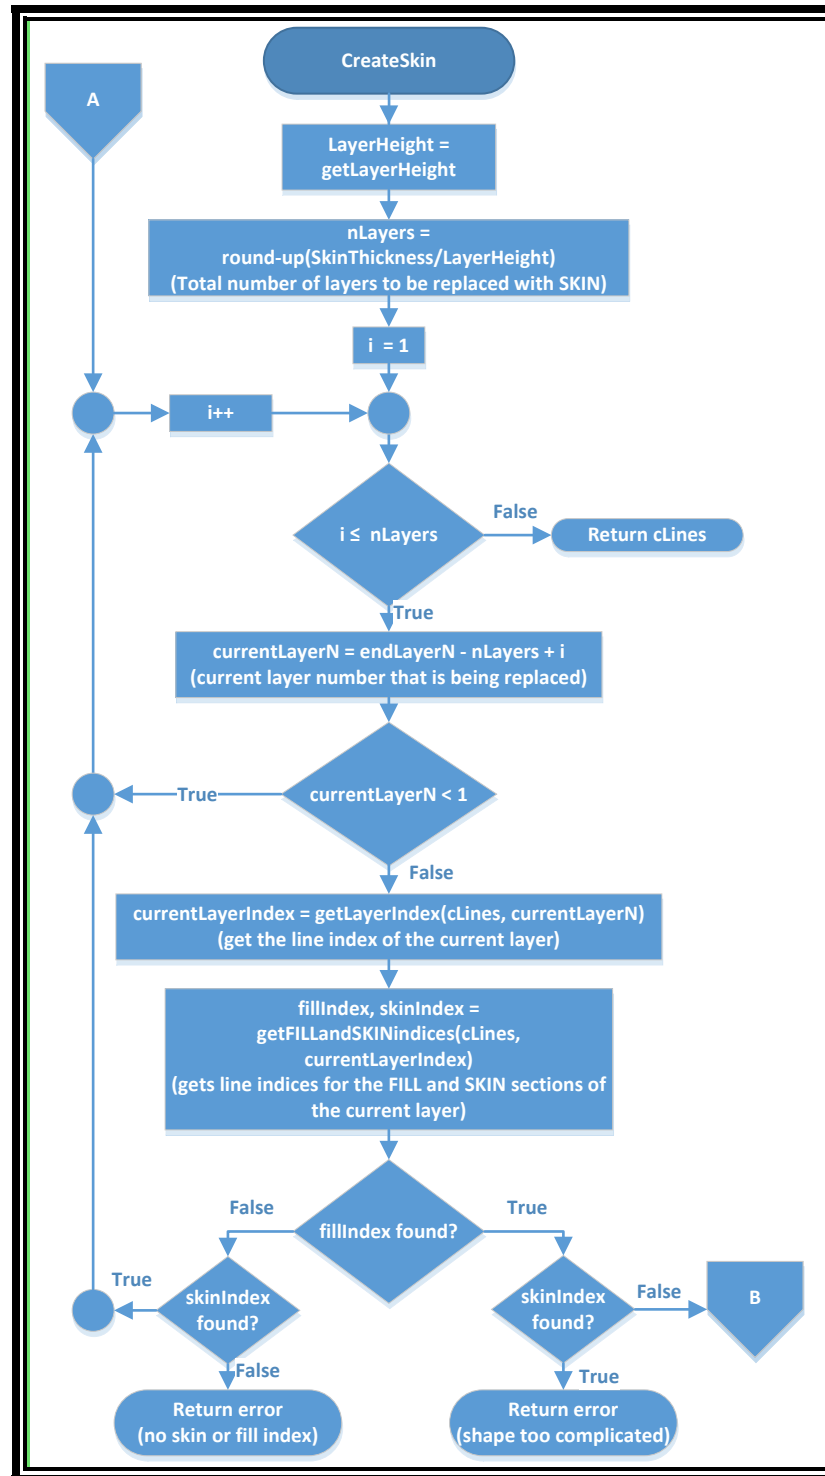 CreateSkin
A
LayerHeight =
getLayerHeight
nLayers =
round-up(SkinThickness/LayerHeight)
(Total number of layers to be replaced with SKIN)
i = 1
i++
i ≤ nLayers
False
Return cLines
True
currentLayerN = endLayerN - nLayers + i
(current layer number that is being replaced)
True
currentLayerN < 1
False
currentLayerIndex = getLayerIndex(cLines, currentLayerN)
(get the line index of the current layer)
fillIndex, skinIndex =
getFILLandSKINindices(cLines,
currentLayerIndex)
(gets line indices for the FILL and SKIN sections of
the current layer)
False
fillIndex found?
True
True
skinIndex
found?
skinIndex
found?
False
B
False
True
Return error
(no skin or fill index)
Return error
(shape too complicated)